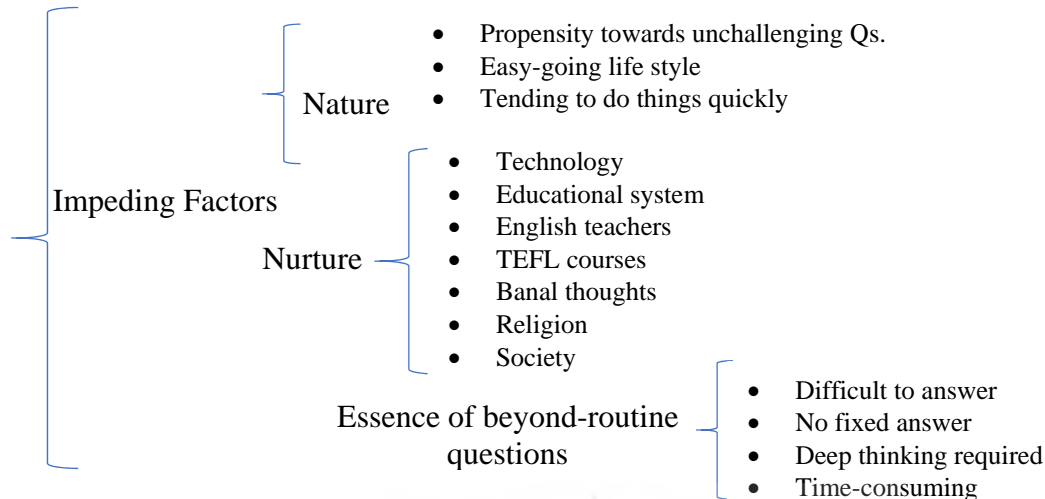 • Propensity towards unchallenging Qs.
• Easy-going life style
• Tending to do things quickly
Nature
Impeding Factors
• Technology
• Educational system
• English teachers
• TEFL courses
• Banal thoughts
• Religion
• Society
Nurture
Essence of beyond-routine
questions
• Difficult to answer
• No fixed answer
• Deep thinking required
• Time-consuming